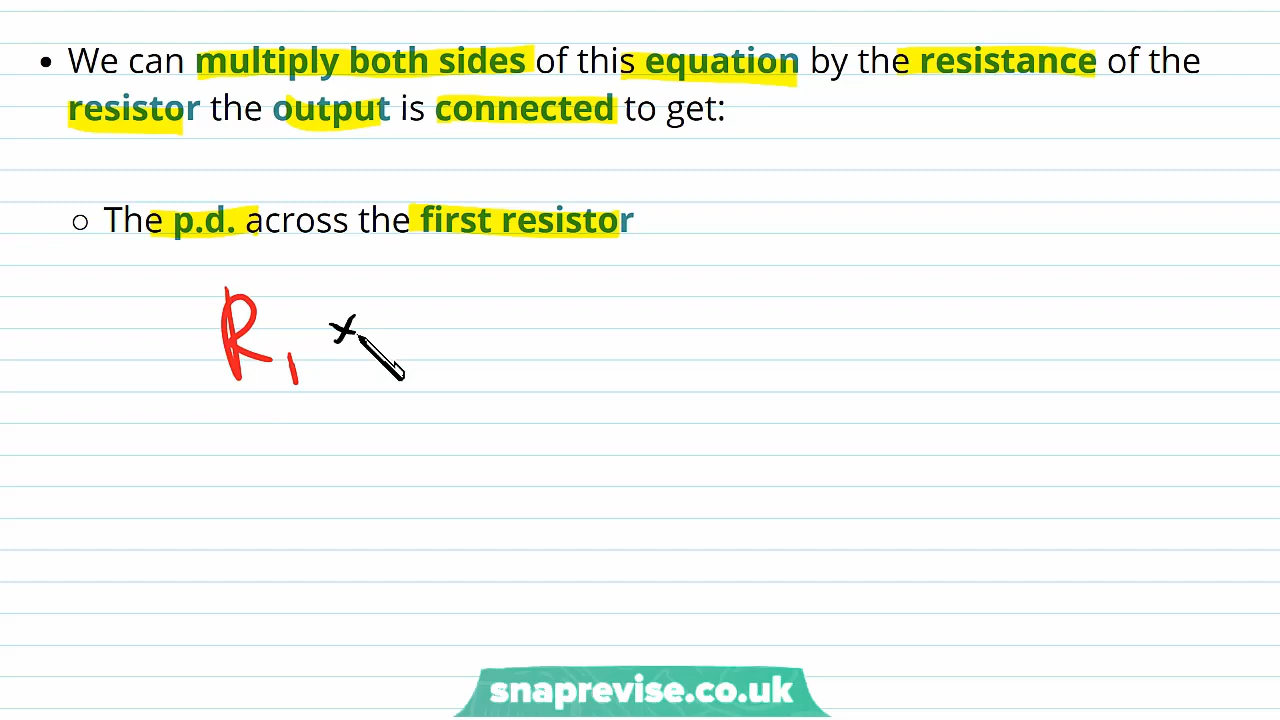 • We can multiply both sides of this equation by the resistance of the
resistor the output is connected to get:
○ The p.d. across the first resistor
R₁ ×
snaprevise.co.uk